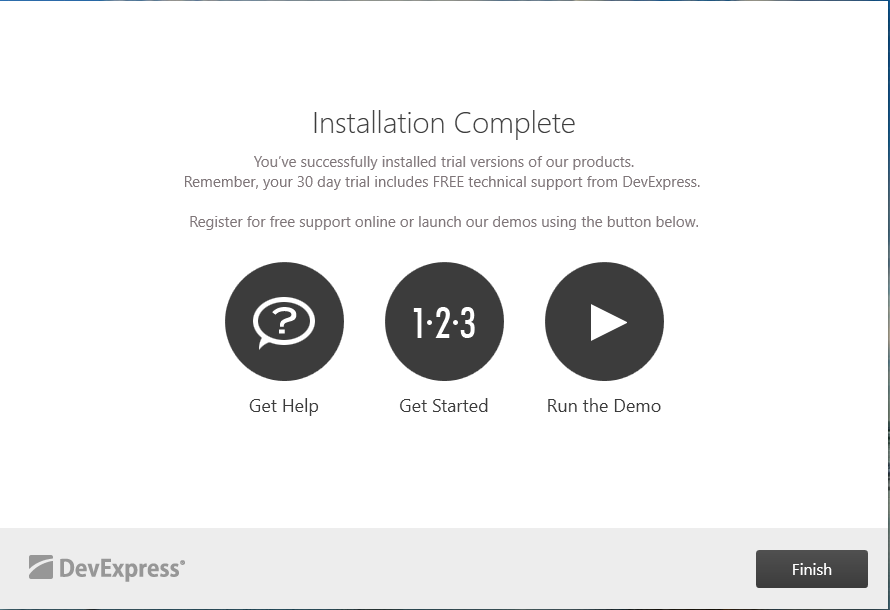 Installation Complete
You've successfully installed trial versions of our products.
Remember, your 30 day trial includes FREE technical support from DevExpress.
Register for free support online or launch our demos using the button below.
?
1·2·3
Get Help
Get Started
Run the Demo
DevExpress®
Finish